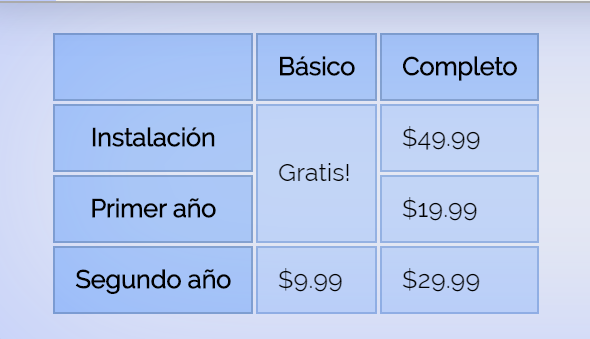 Básico Completo
Instalación $49.99
Gratis!
Primer año $19.99
Segundo año $9.99 $29.99